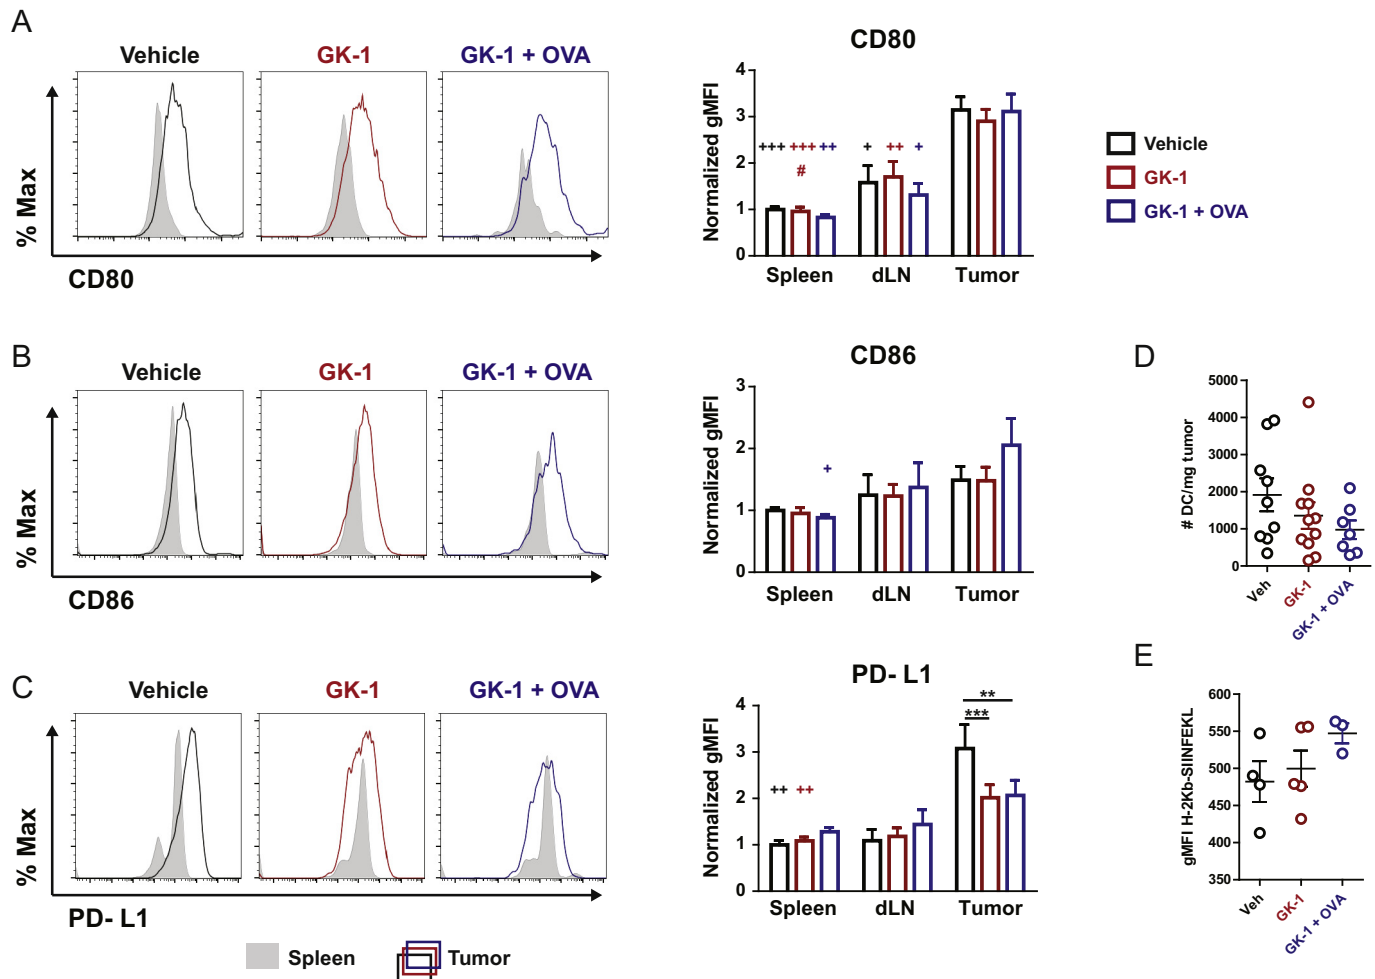 A
Vehicle GK-1 GK-1 + OVA
% Max
CD80
CD80
Normalized gMFI
4
3
2
1
0
+++ +++ ++ + ++ +
#
Spleen dLN Tumor
Vehicle
GK-1
GK-1 + OVA
B
Vehicle GK-1 GK-1 + OVA
% Max
CD86
CD86
Normalized gMFI
3
2
1
0
+
Spleen dLN Tumor
D
# DC/mg tumor
5000
4000
3000
2000
1000
0
Veh GK-1 GK-1 + OVA
C
Vehicle GK-1 GK-1 + OVA
% Max
PD- L1
Spleen Tumor
PD- L1
Normalized gMFI
4
3
2
1
0
++ ++
**
***
Spleen dLN Tumor
E
gMFI H-2Kb-SIINFEKL
600
550
500
450
400
350
Veh GK-1 GK-1 + OVA